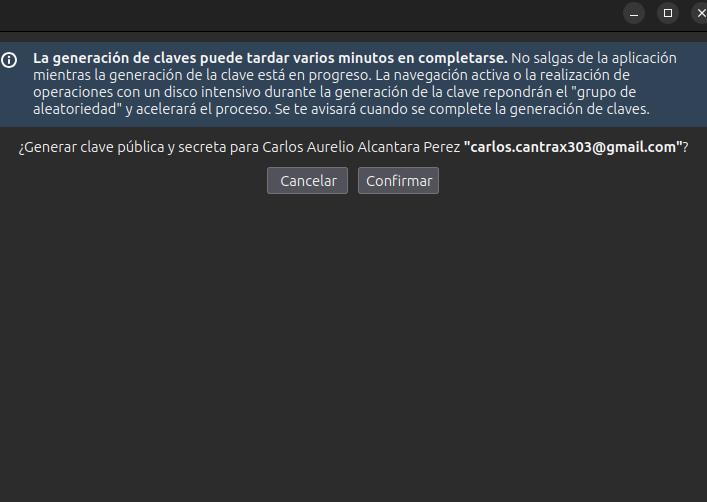 La generación de claves puede tardar varios minutos en completarse. No salgas de la aplicación
mientras la generación de la clave está en progreso. La navegación activa o la realización de
operaciones con un disco intensivo durante la generación de la clave repondrán el "grupo de
aleatoriedad" y acelerará el proceso. Se te avisará cuando se complete la generación de claves.
¿Generar clave pública y secreta para Carlos Aurelio Alcantara Perez "carlos.cantrax303@gmail.com"?
Cancelar Confirmar